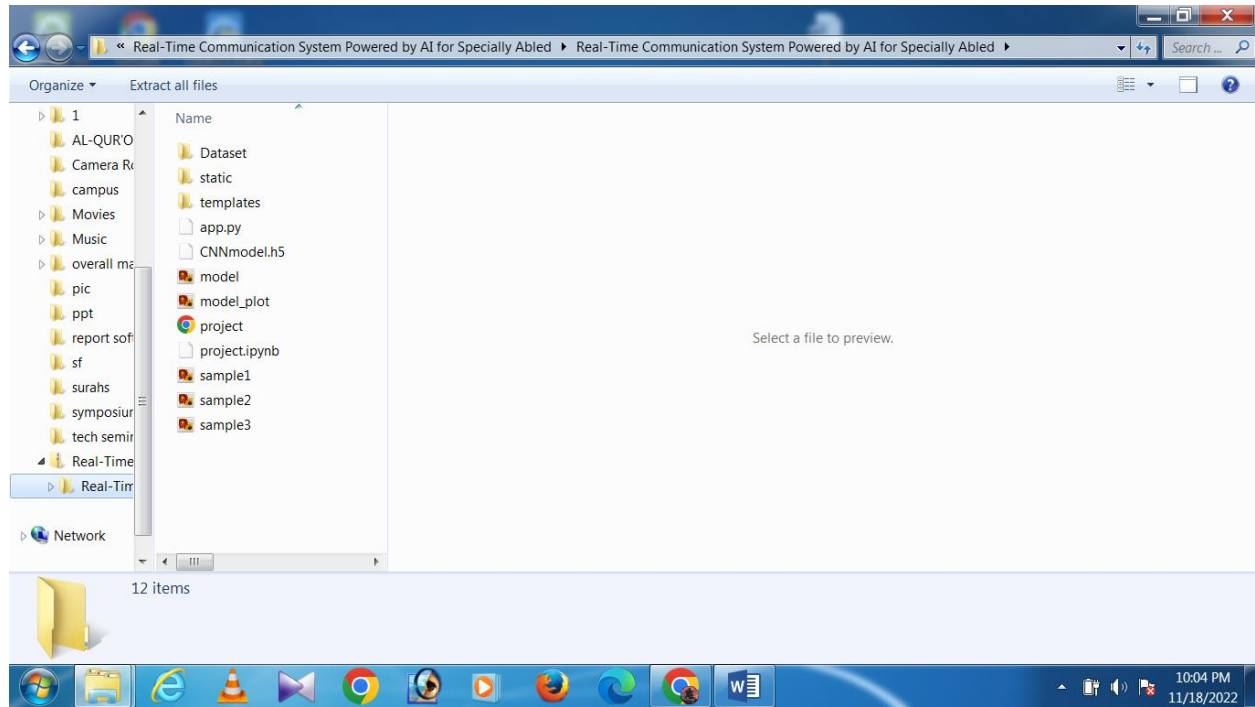 « Real-Time Communication System Powered by AI for Specially Abled ▸ Real-Time Communication System Powered by AI for Specially Abled ▸
Search ...
Organize
Extract all files
1
AL-QUR'O
Camera Ro
campus
Movies
Music
overall ma
pic
ppt
report soft
sf
surahs
symposiur
tech semir
Real-Time
Real-Tim
Network
Name
Dataset
static
templates
app.py
CNNmodel.h5
model
model_plot
project
project.ipynb
sample1
sample2
sample3
Select a file to preview.
12 items
10:04 PM
11/18/2022